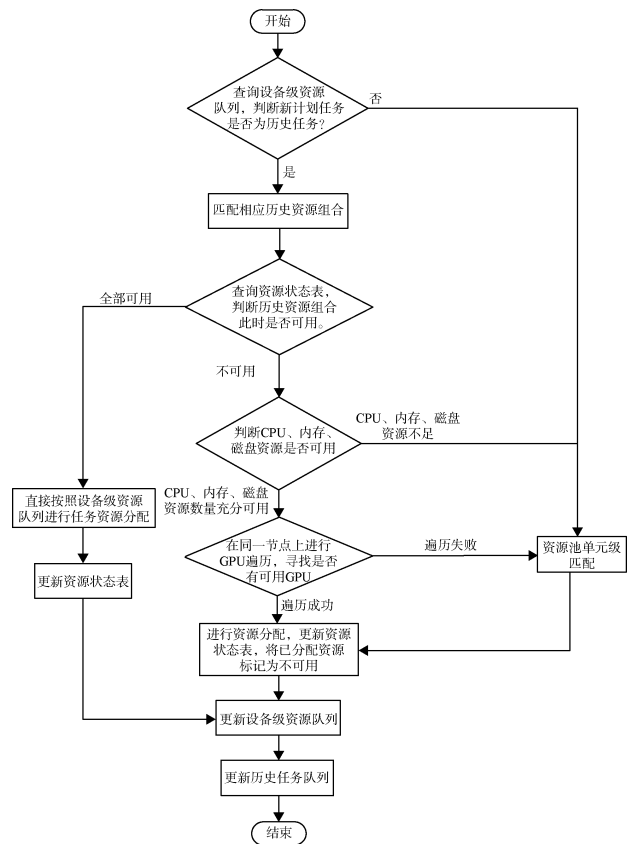 开始
查询设备级资源
队列，判断新计划任务
是否为历史任务？
否
是
匹配相应历史资源组合
查询资源状态表，
判断历史资源组合
此时是否可用。
全部可用
不可用
判断CPU、内存、
磁盘资源是否可用
CPU、内存、磁盘
资源不足
CPU、内存、磁盘
资源数量充分可用
直接按照设备级资源
队列进行任务资源分配
在同一节点上进行
GPU遍历，寻找是否
有可用GPU
遍历失败
资源池单元级
匹配
更新资源状态表
遍历成功
进行资源分配，更新资源
状态表，将已分配资源
标记为不可用
更新设备级资源队列
更新历史任务队列
结束